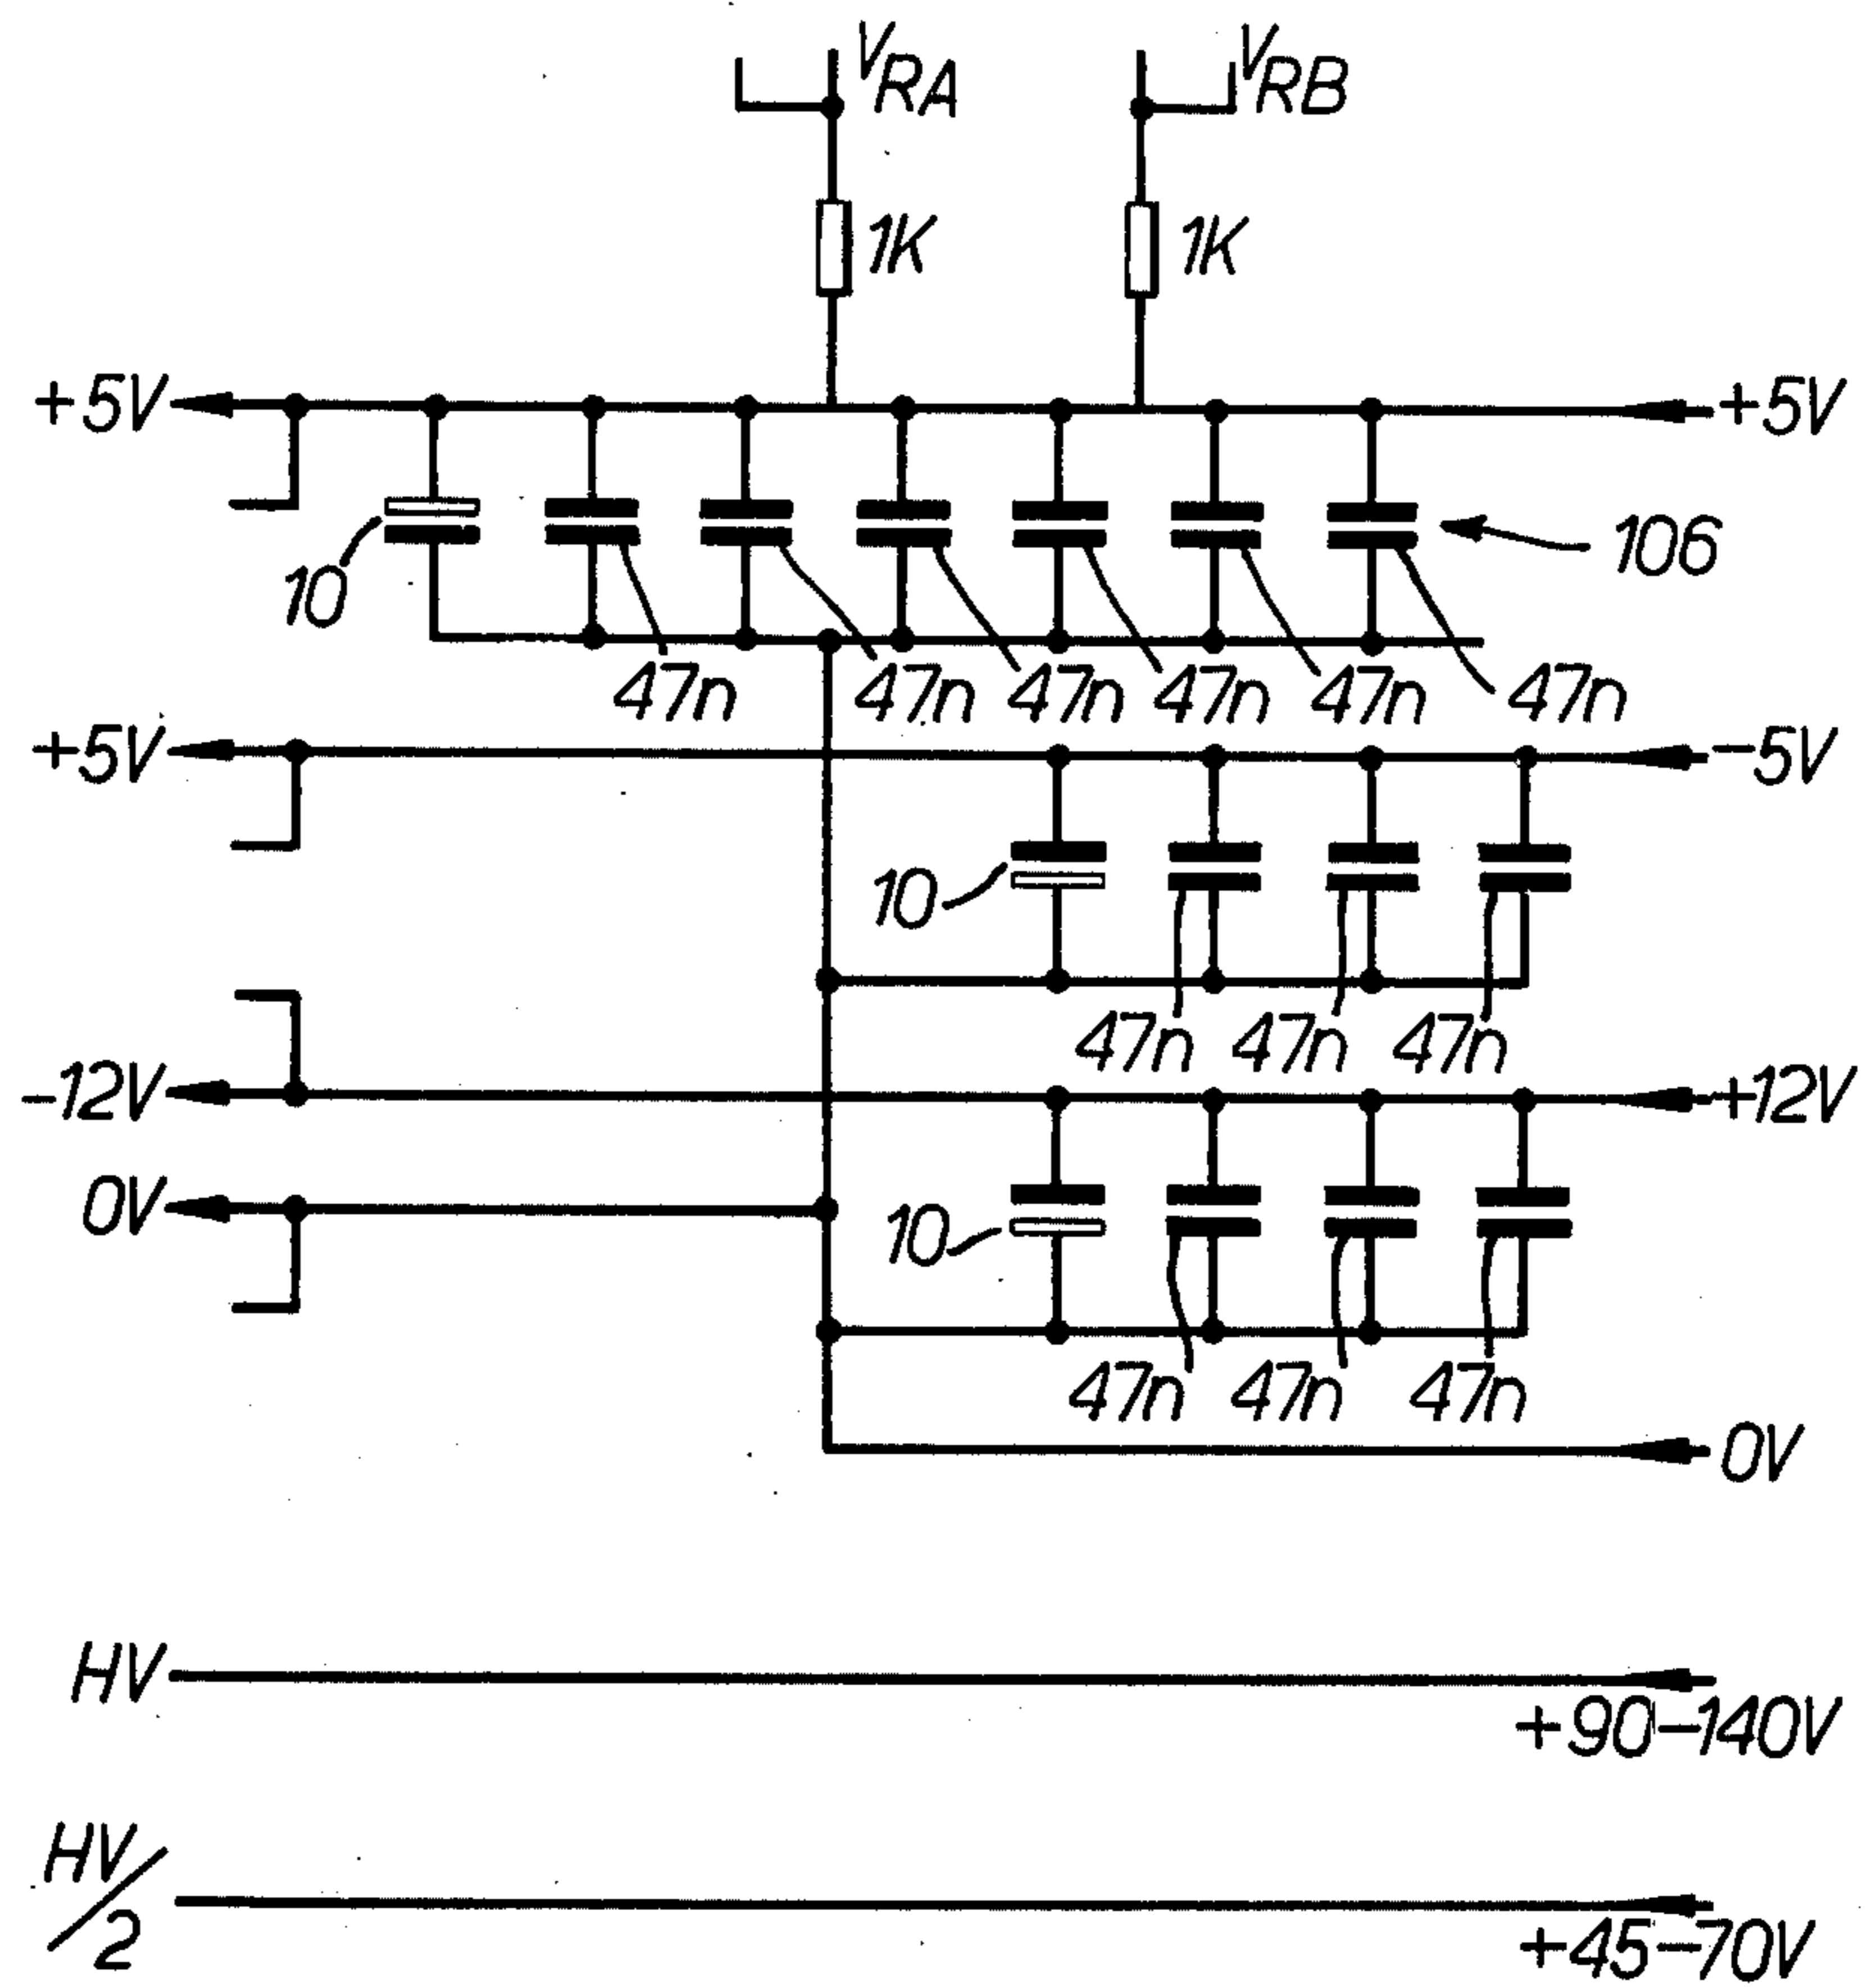 VRA VRB
1K 1K
+5V +5V
10 106
47n 47n 47n 47n 47n 47n
+5V -5V
10
47n 47n 47n
-12V +12V
0V
10
47n 47n 47n
0V
HV
+90-140V
HV/2
+45-70V